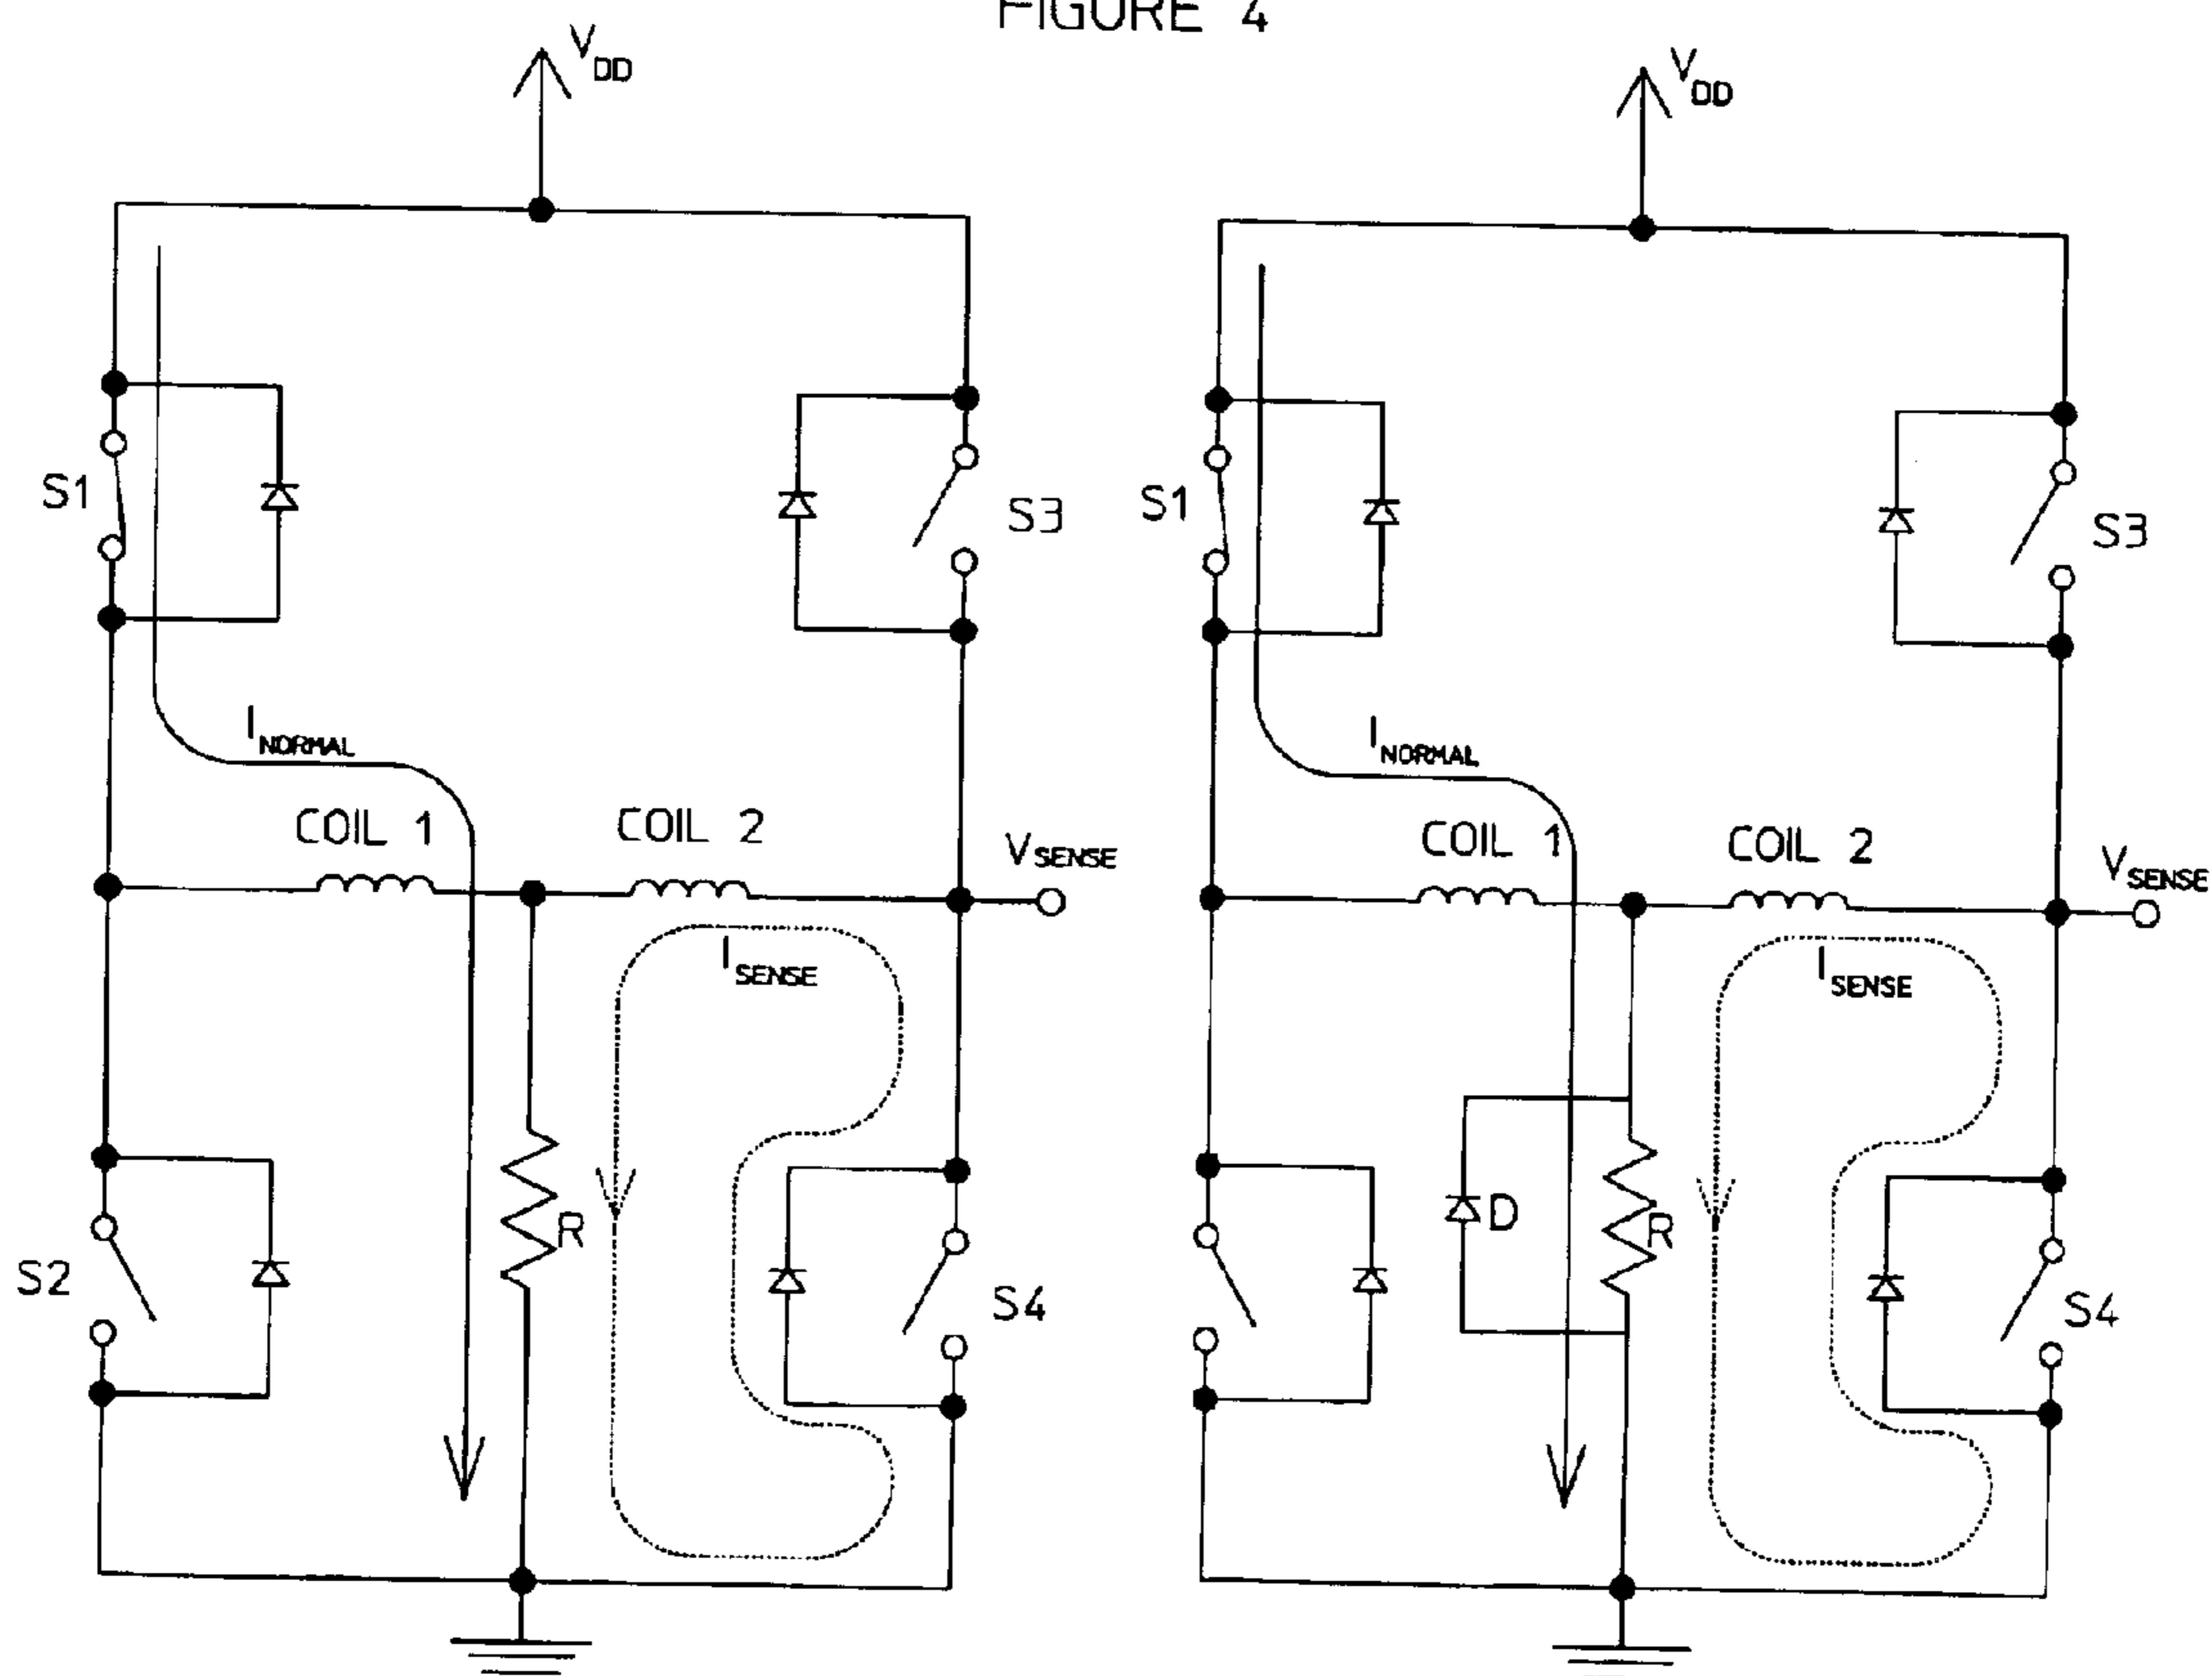 FIGURE 4
VDD
VDD
S1
S3
S1
S3
INORMAL
INORMAL
COIL 1
COIL 2
VSENSE
COIL 1
COIL 2
VSENSE
ISENSE
ISENSE
S2
R
S4
D
R
S4